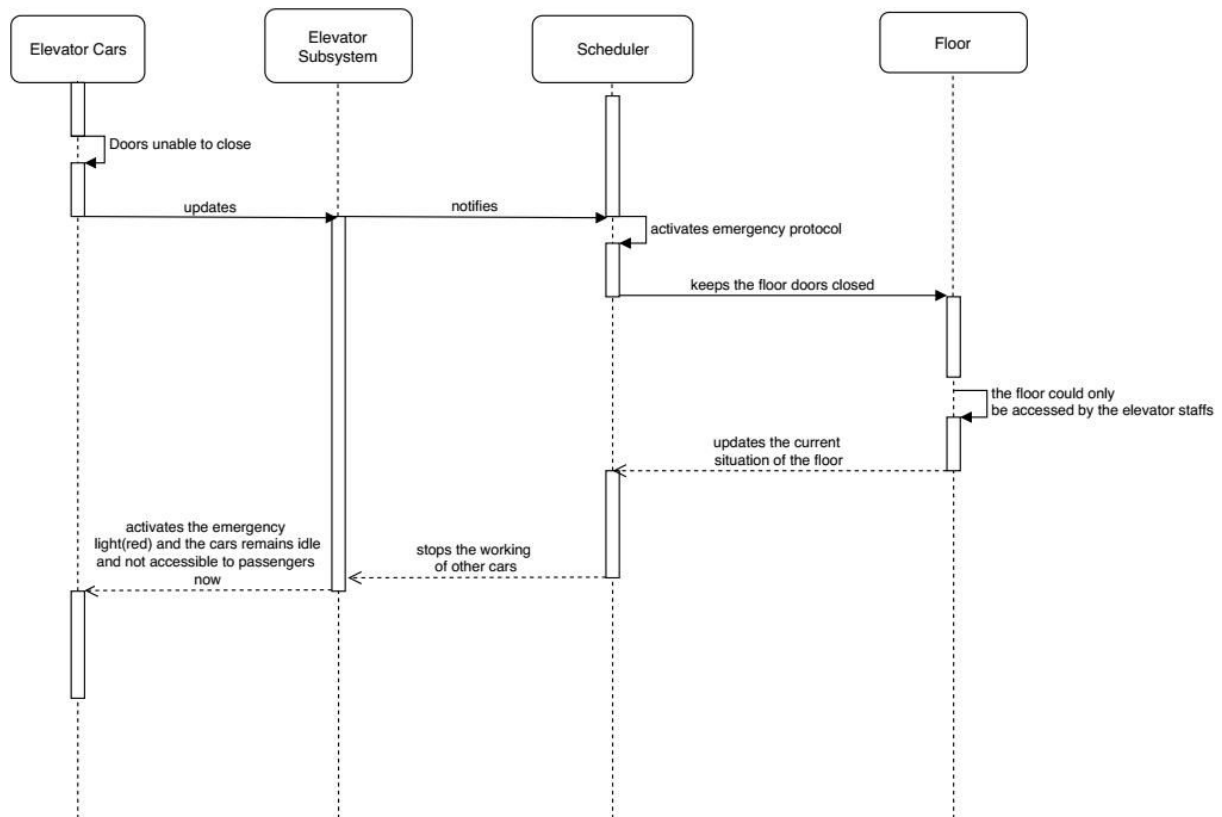 Elevator Cars
Elevator
Subsystem
Scheduler
Floor
Doors unable to close
updates
notifies
activates emergency protocol
keeps the floor doors closed
the floor could only
be accessed by the elevator staffs
updates the current
situation of the floor
activates the emergency
light(red) and the cars remains idle
and not accessible to passengers
now
stops the working
of other cars